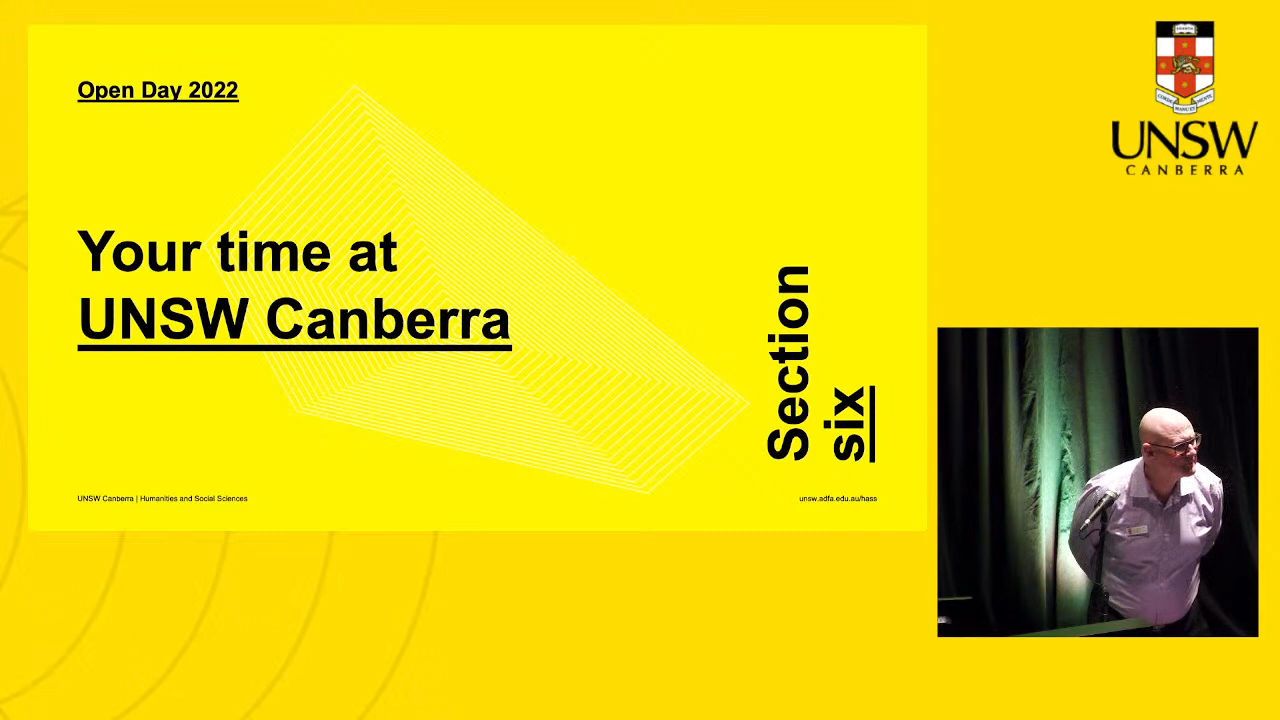 Open Day 2022
Your time at
UNSW Canberra
Section
six
UNSW Canberra | Humanities and Social Sciences
unsw.adfa.edu.au/hass
UNSW
CANBERRA